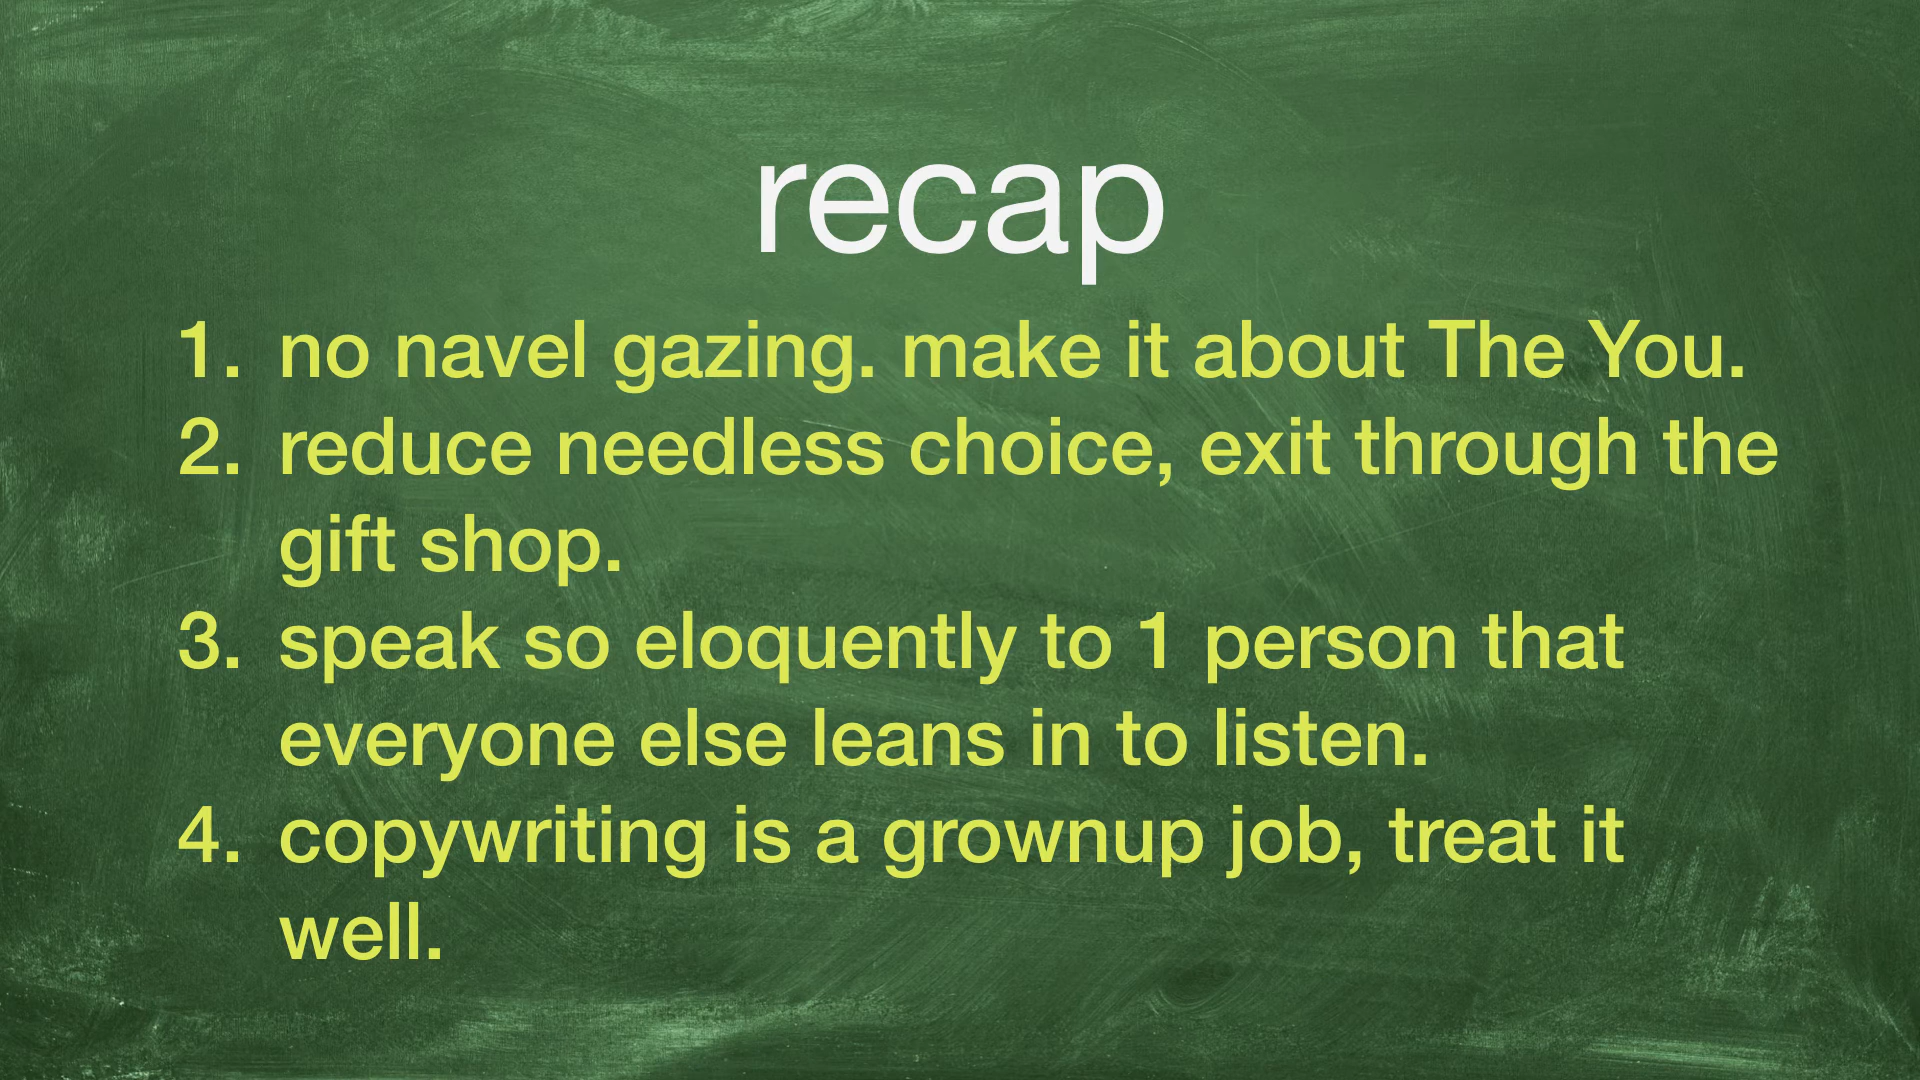 recap
1. no navel gazing. make it about The You.
2. reduce needless choice, exit through the
gift shop.
3. speak so eloquently to 1 person that
everyone else leans in to listen.
4. copywriting is a grownup job, treat it
well.